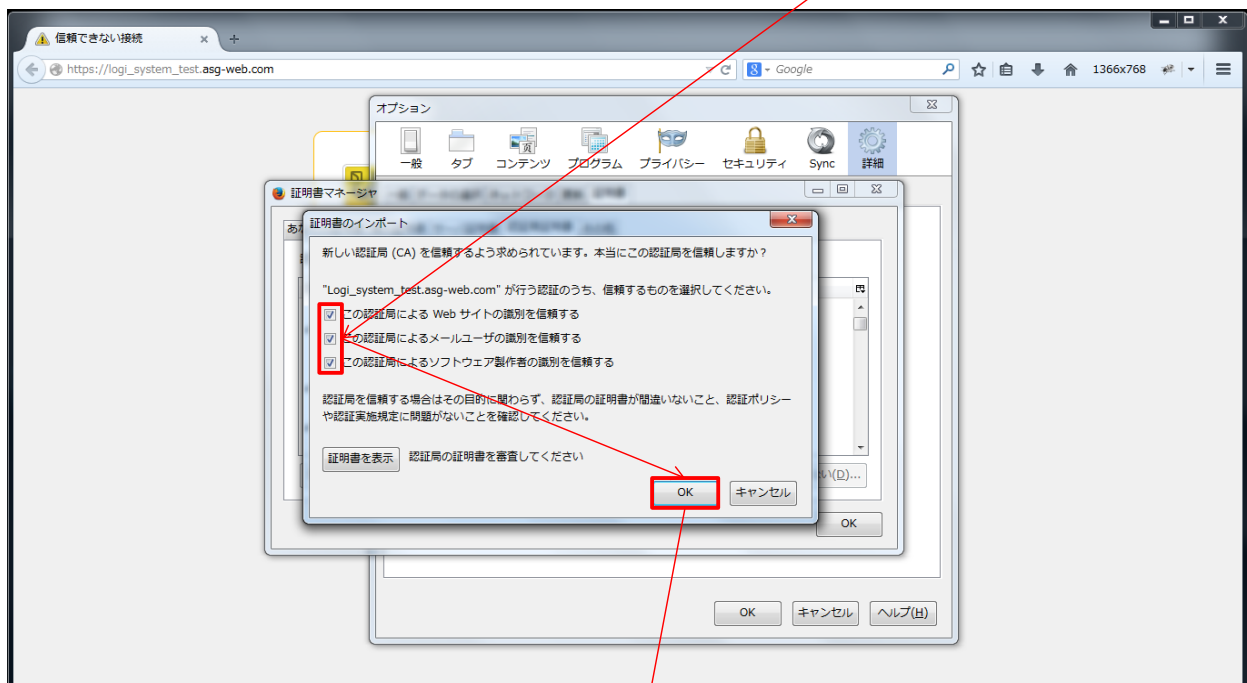 信頼できない接続
https://logi_system_test.asg-web.com
Google
1366x768
オプション
一般
タブ
コンテンツ
プログラム
プライバシー
セキュリティ
Sync
詳細
証明書マネージャ
証明書のインポート
新しい認証局 (CA) を信頼するよう求められています。本当にこの認証局を信頼しますか？
"Logi_system_test.asg-web.com" が行う認証のうち、信頼するものを選択してください。
この認証局による Web サイトの識別を信頼する
この認証局によるメールユーザの識別を信頼する
この認証局によるソフトウェア製作者の識別を信頼する
認証局を信頼する場合はその目的に関わらず、認証局の証明書が間違いないこと、認証ポリシー
や認証実施規定に問題がないことを確認してください。
証明書を表示
認証局の証明書を審査してください
OK
キャンセル
い(D)...
OK
OK
キャンセル
ヘルプ(H)